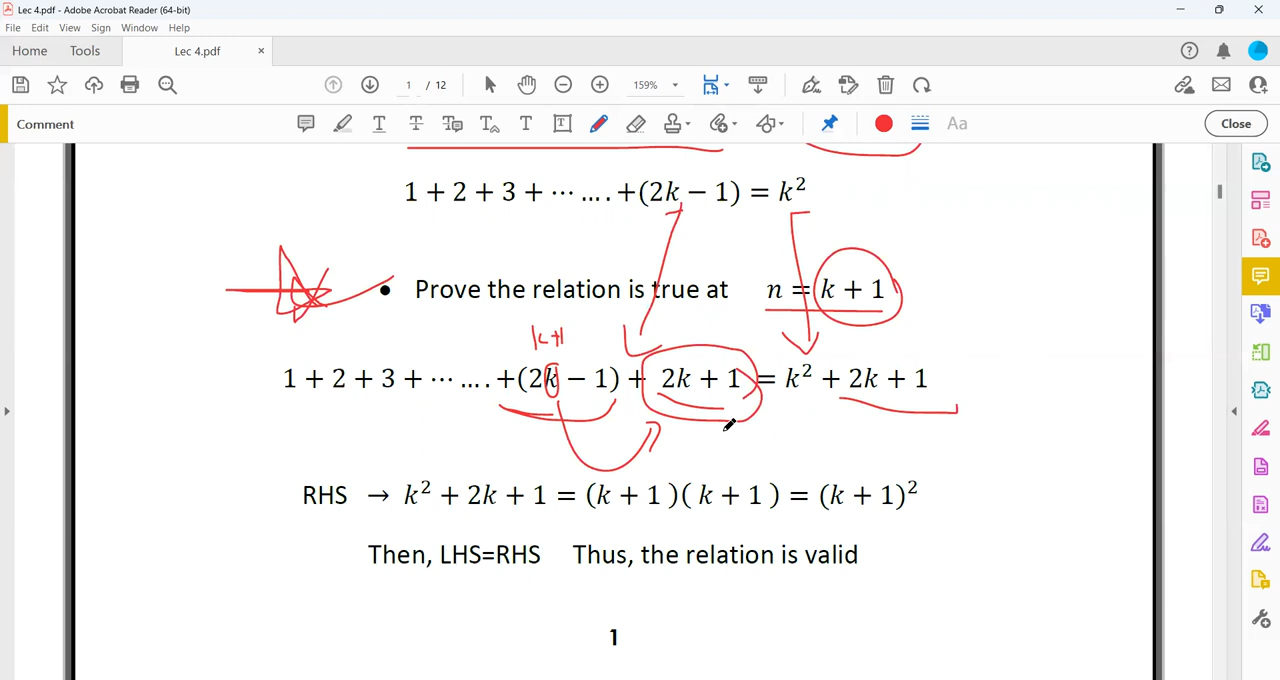 Lec 4.pdf - Adobe Acrobat Reader (64-bit)
File Edit View Sign Window Help
Home Tools Lec 4.pdf ×
1 / 12 159%
Comment Aa Close
1 + 2 + 3 + ⋯ … . +(2k − 1) = k²
• Prove the relation is true at n = k + 1
k+1
1 + 2 + 3 + ⋯ … . +(2k − 1) + 2k + 1 = k² + 2k + 1
RHS → k² + 2k + 1 = (k + 1)( k + 1 ) = (k + 1)²
Then, LHS=RHS Thus, the relation is valid
1